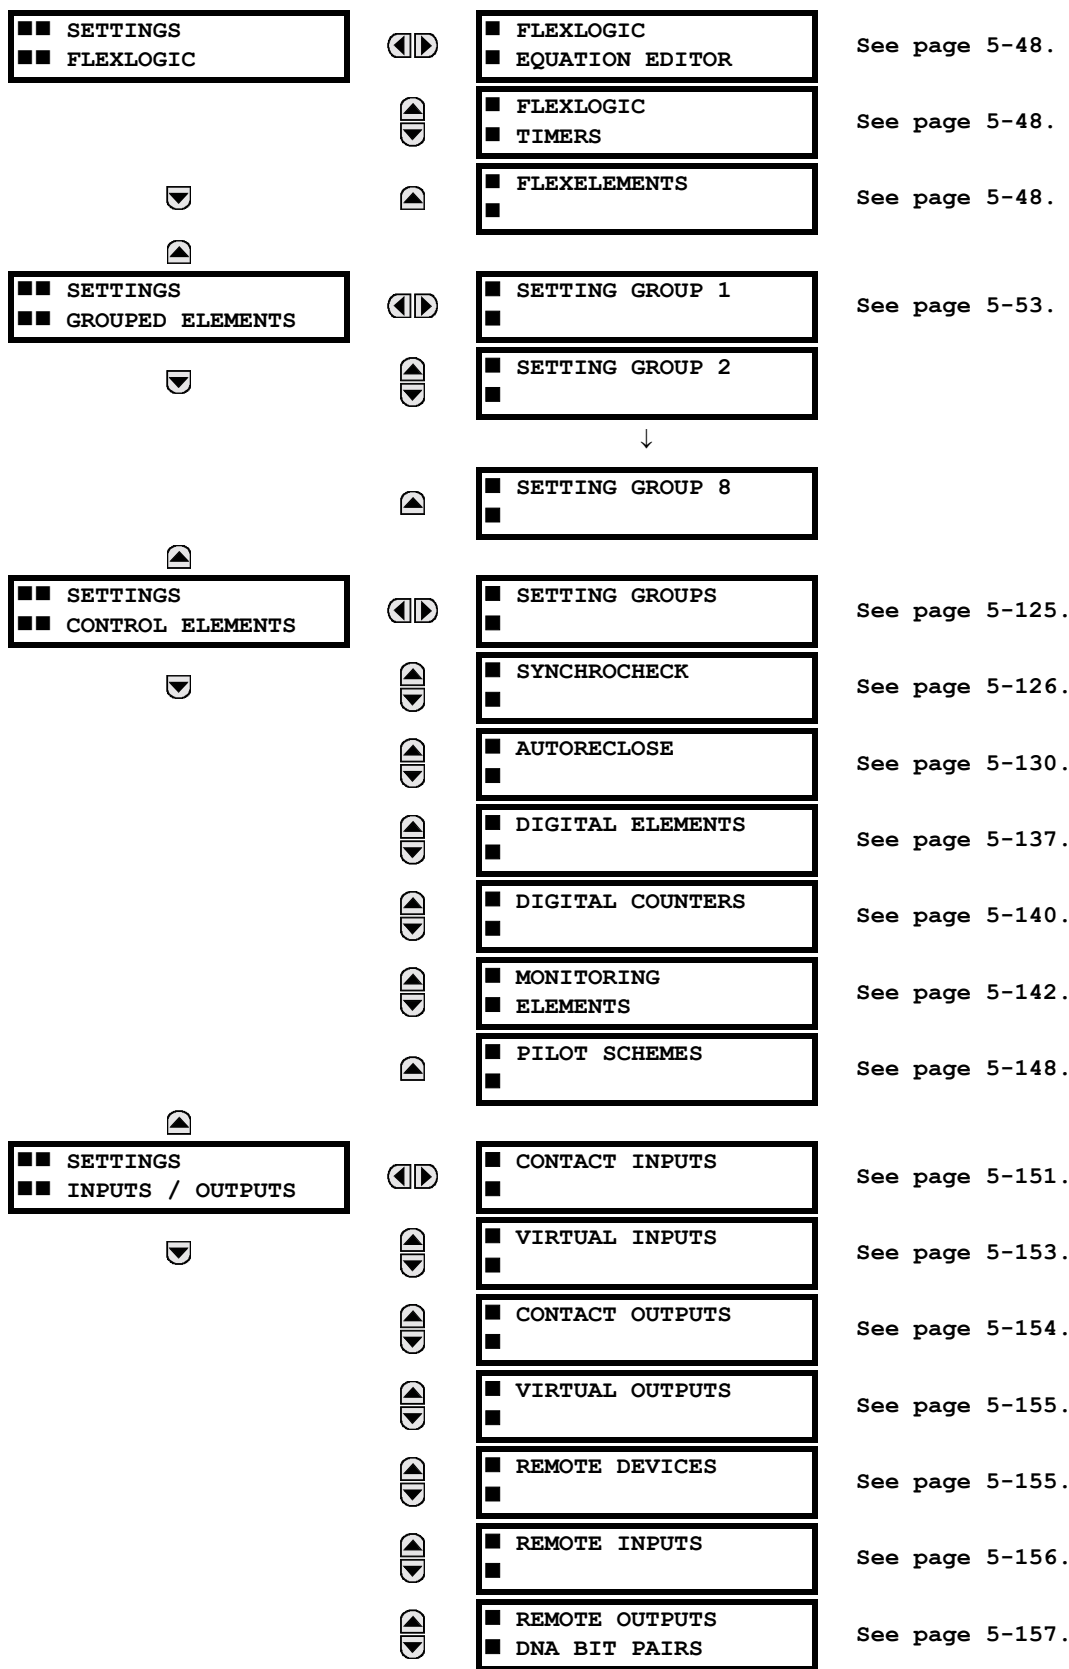 ■■ SETTINGS
■■ FLEXLOGIC
■ FLEXLOGIC
■ EQUATION EDITOR
See page 5-48.
■ FLEXLOGIC
■ TIMERS
See page 5-48.
■ FLEXELEMENTS
■
See page 5-48.
■■ SETTINGS
■■ GROUPED ELEMENTS
■ SETTING GROUP 1
■
See page 5-53.
■ SETTING GROUP 2
■
↓
■ SETTING GROUP 8
■
■■ SETTINGS
■■ CONTROL ELEMENTS
■ SETTING GROUPS
■
See page 5-125.
■ SYNCHROCHECK
■
See page 5-126.
■ AUTORECLOSE
■
See page 5-130.
■ DIGITAL ELEMENTS
■
See page 5-137.
■ DIGITAL COUNTERS
■
See page 5-140.
■ MONITORING
■ ELEMENTS
See page 5-142.
■ PILOT SCHEMES
■
See page 5-148.
■■ SETTINGS
■■ INPUTS / OUTPUTS
■ CONTACT INPUTS
■
See page 5-151.
■ VIRTUAL INPUTS
■
See page 5-153.
■ CONTACT OUTPUTS
■
See page 5-154.
■ VIRTUAL OUTPUTS
■
See page 5-155.
■ REMOTE DEVICES
■
See page 5-155.
■ REMOTE INPUTS
■
See page 5-156.
■ REMOTE OUTPUTS
■ DNA BIT PAIRS
See page 5-157.